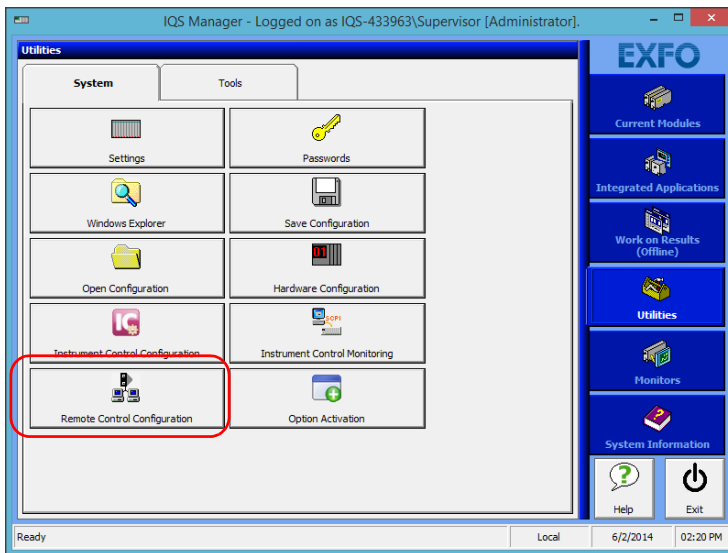 IQS Manager - Logged on as IQS-433963\Supervisor [Administrator].
Utilities
System
Tools
Settings
Passwords
Windows Explorer
Save Configuration
Open Configuration
Hardware Configuration
Instrument Control Configuration
SCPI
Instrument Control Monitoring
Remote Control Configuration
Option Activation
EXFO
Current Modules
Integrated Applications
Work on Results
(Offline)
Utilities
Monitors
System Information
Help
Exit
Ready
Local
6/2/2014
02:20 PM